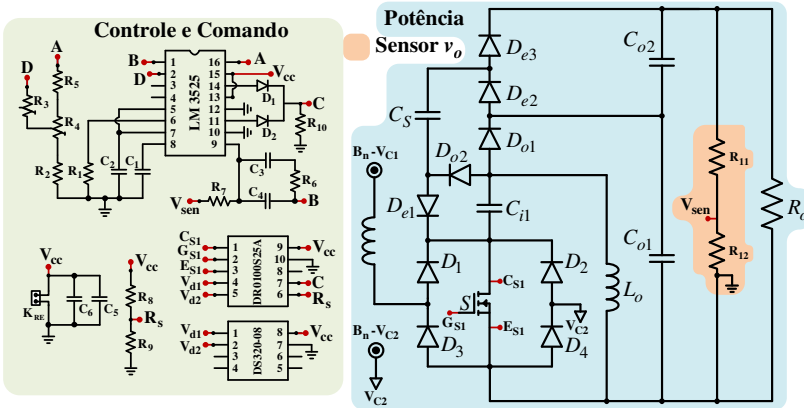 Controle e Comando
A
B
D
D
R5
R3
R4
R2
R1
C2
C1
1
2
3
4
5
6
7
8
LM 3525
16
15
14
13
12
11
10
9
A
Vcc
D1
C
D2
R10
C3
R6
C4
R7
Vsen
B
Vcc
KRE
C6
C5
Vcc
R8
Rs
R9
CS1
GS1
ES1
Vd1
Vd2
1
2
3
4
5
DR0100S25A
9
10
8
7
6
Vcc
C
Rs
Vd1
Vd2
1
2
3
4
DS320-08
8
7
6
5
Vcc
Potência
Sensor vo
De3
Co2
CS
De2
Do1
Bn-VC1
Do2
De1
Ci1
R11
Vsen
R12
Ro
Co1
D1
D2
CS1
S
GS1
ES1
VC2
Lo
Bn-VC2
D3
D4
VC2